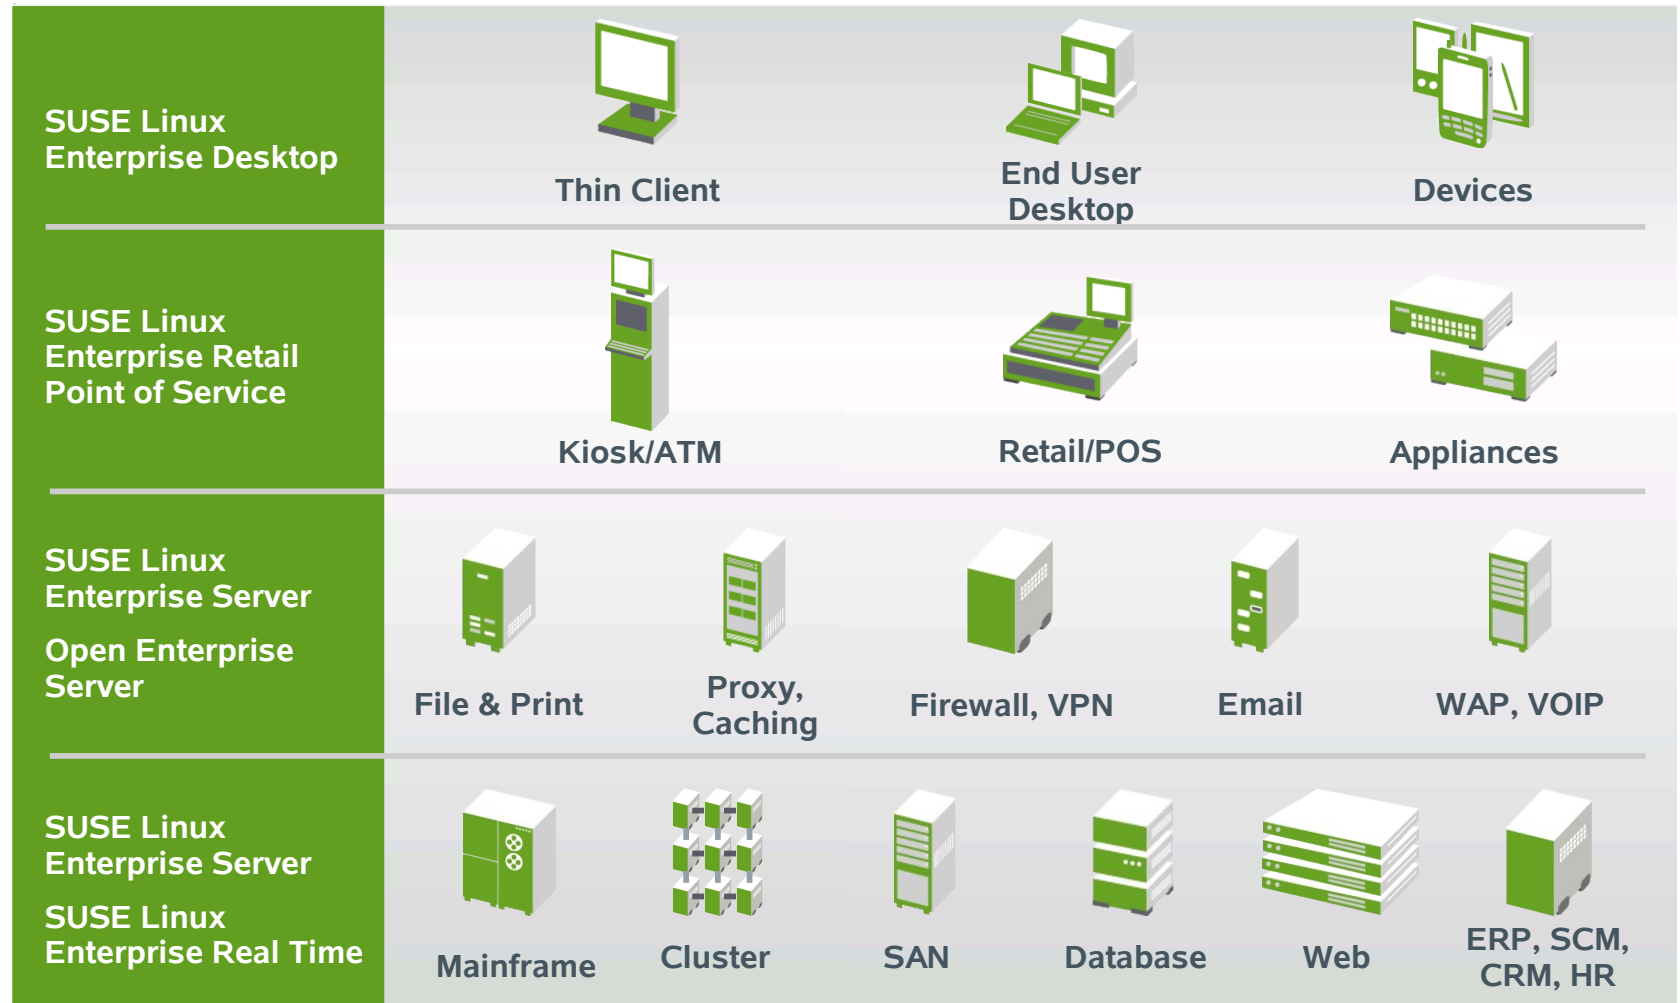 SUSE Linux
Enterprise Desktop
Thin Client
End User
Desktop
Devices
SUSE Linux
Enterprise Retail
Point of Service
Kiosk/ATM
Retail/POS
Appliances
SUSE Linux
Enterprise Server
Open Enterprise
Server
File & Print
Proxy,
Caching
Firewall, VPN
Email
WAP, VOIP
SUSE Linux
Enterprise Server
SUSE Linux
Enterprise Real Time
Mainframe
Cluster
SAN
Database
Web
ERP, SCM,
CRM, HR